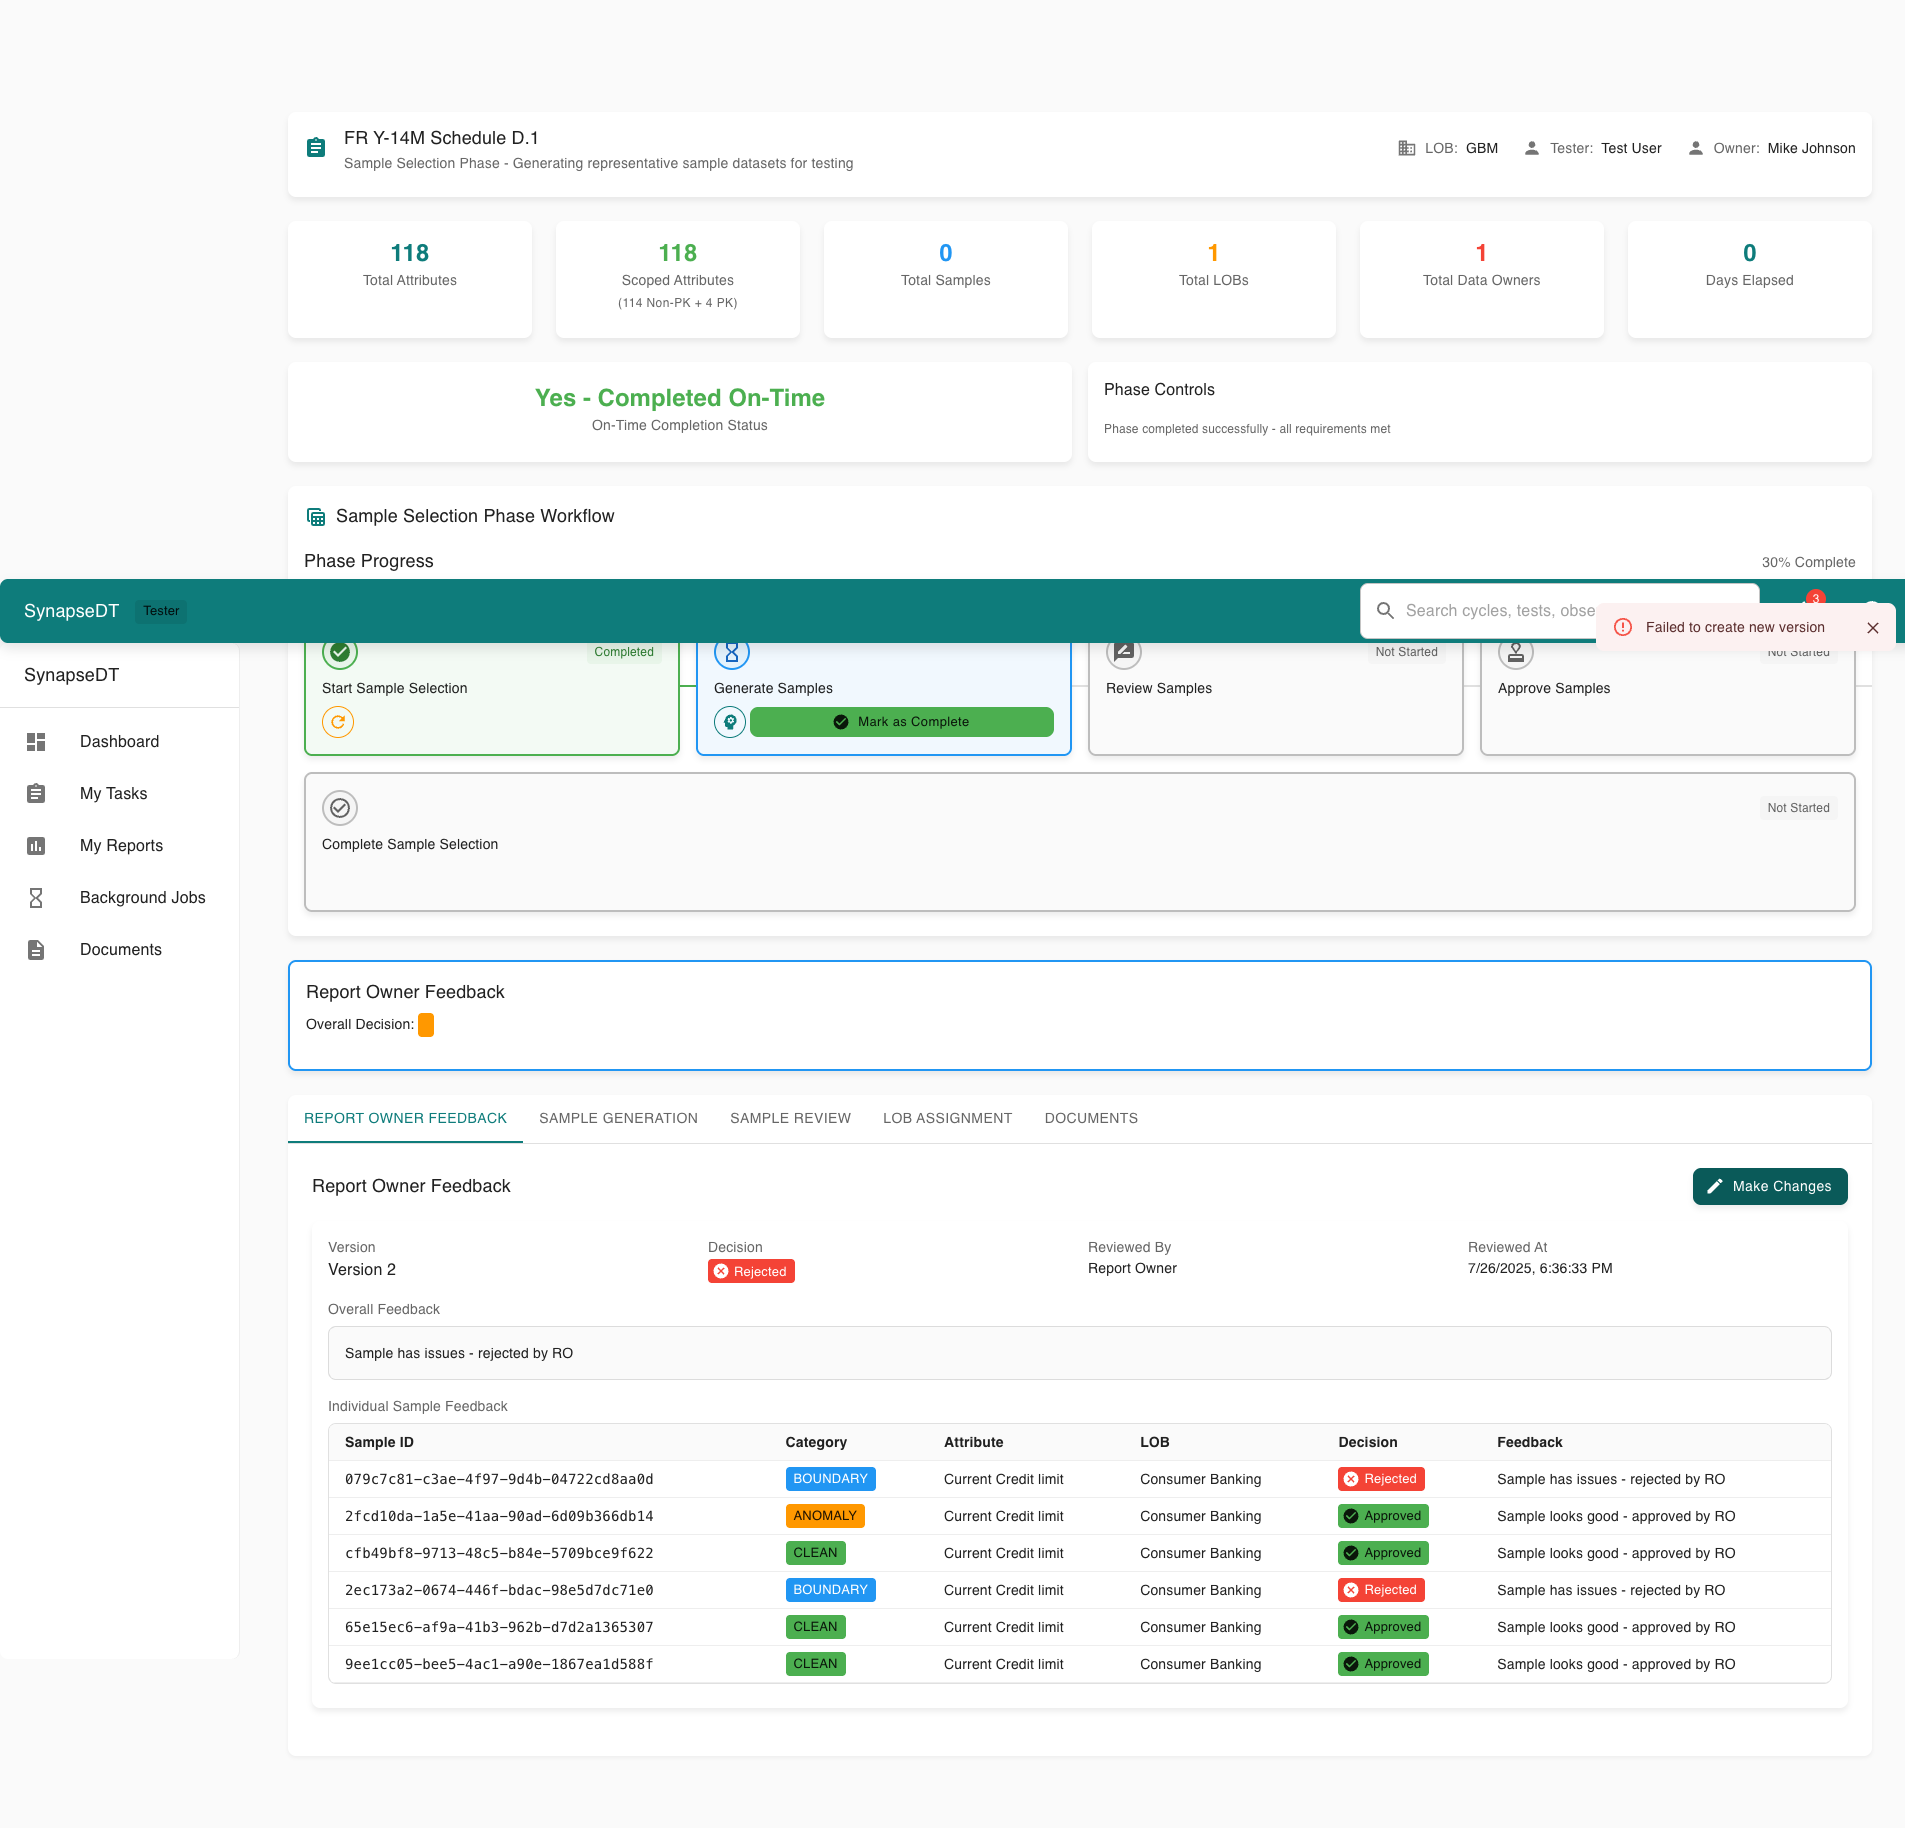 FR Y-14M Schedule D.1
Sample Selection Phase - Generating representative sample datasets for testing
LOB: GBM Tester: Test User Owner: Mike Johnson
118
Total Attributes
118
Scoped Attributes
(114 Non-PK + 4 PK)
0
Total Samples
1
Total LOBs
1
Total Data Owners
0
Days Elapsed
Yes - Completed On-Time
On-Time Completion Status
Phase Controls
Phase completed successfully - all requirements met
Sample Selection Phase Workflow
Phase Progress
30% Complete
SynapseDT Tester
Search cycles, tests, obse
3
Failed to create new version
SynapseDT
Dashboard
My Tasks
My Reports
Background Jobs
Documents
Completed
Start Sample Selection
Generate Samples
Mark as Complete
Not Started
Review Samples
Not Started
Approve Samples
Not Started
Complete Sample Selection
Report Owner Feedback
Overall Decision:
REPORT OWNER FEEDBACK SAMPLE GENERATION SAMPLE REVIEW LOB ASSIGNMENT DOCUMENTS
Report Owner Feedback
Make Changes
Version Decision Reviewed By Reviewed At
Version 2 Rejected Report Owner 7/26/2025, 6:36:33 PM
Overall Feedback
Sample has issues - rejected by RO
Individual Sample Feedback
Sample ID Category Attribute LOB Decision Feedback
079c7c81-c3ae-4f97-9d4b-04722cd8aa0d BOUNDARY Current Credit limit Consumer Banking Rejected Sample has issues - rejected by RO
2fcd10da-1a5e-41aa-90ad-6d09b366db14 ANOMALY Current Credit limit Consumer Banking Approved Sample looks good - approved by RO
cfb49bf8-9713-48c5-b84e-5709bce9f622 CLEAN Current Credit limit Consumer Banking Approved Sample looks good - approved by RO
2ec173a2-0674-446f-bdac-98e5d7dc71e0 BOUNDARY Current Credit limit Consumer Banking Rejected Sample has issues - rejected by RO
65e15ec6-af9a-41b3-962b-d7d2a1365307 CLEAN Current Credit limit Consumer Banking Approved Sample looks good - approved by RO
9ee1cc05-bee5-4ac1-a90e-1867ea1d588f CLEAN Current Credit limit Consumer Banking Approved Sample looks good - approved by RO